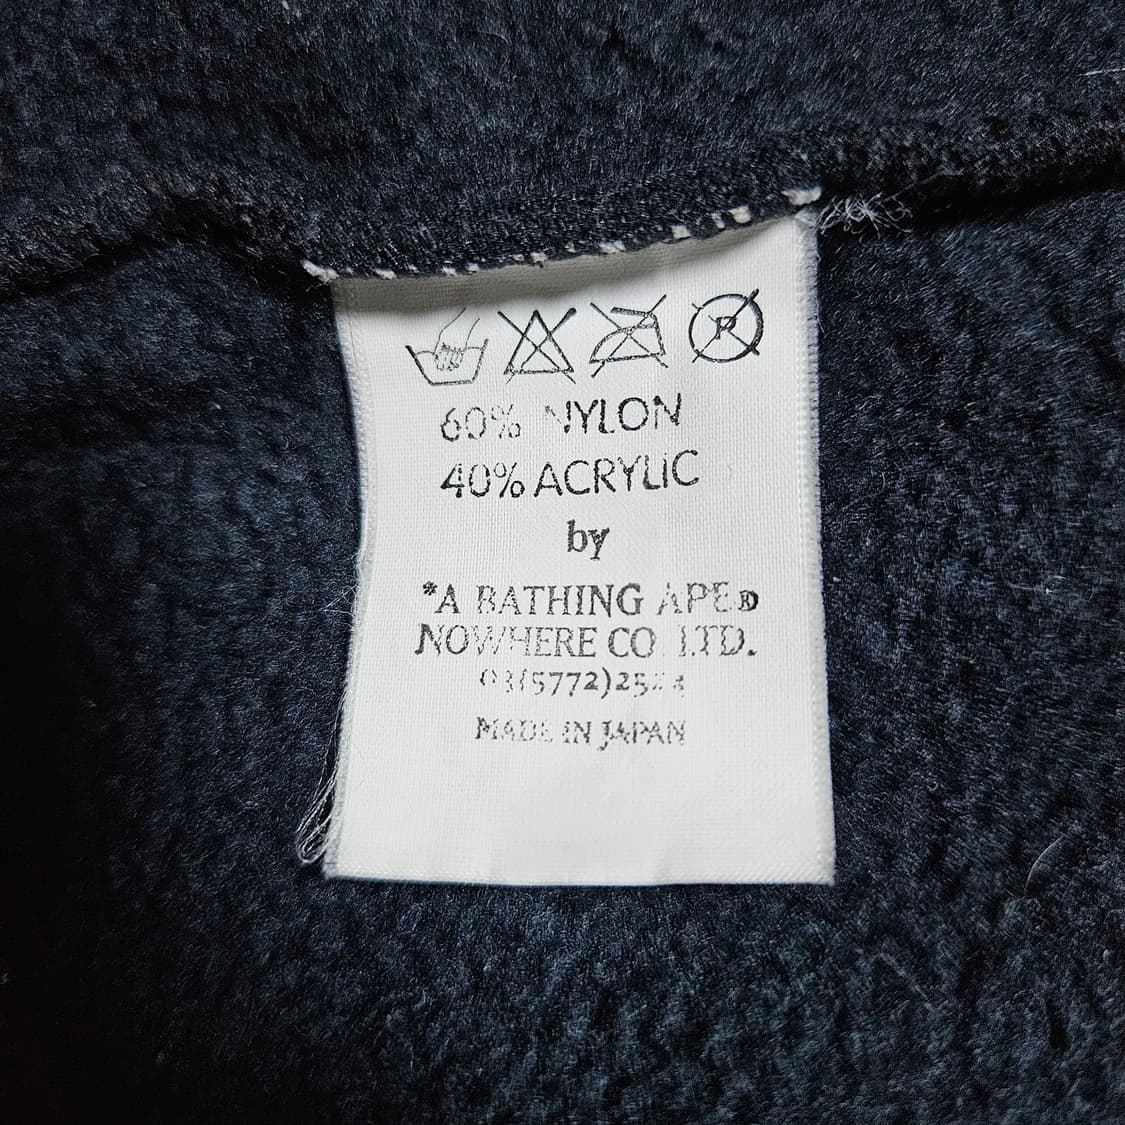 P
60% NYLON
40% ACRYLIC
by
*A BATHING APE®
NOWHERE CO. LTD.
MADE IN JAPAN